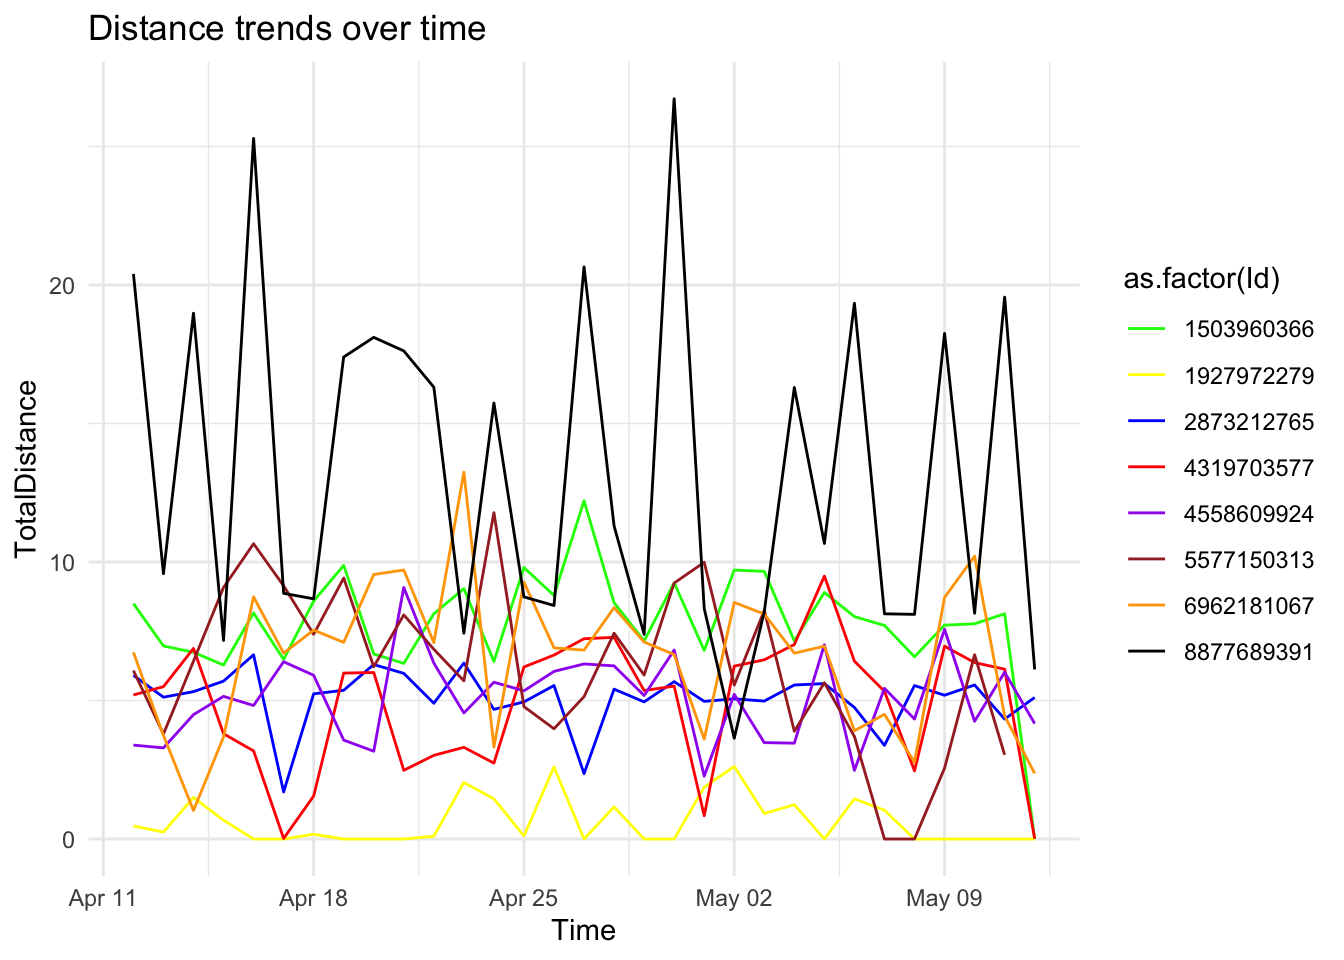 Distance trends over time
TotalDistance
20
10
0
Apr 11
Apr 18
Apr 25
May 02
May 09
Time
as.factor(Id)
1503960366
1927972279
2873212765
4319703577
4558609924
5577150313
6962181067
8877689391